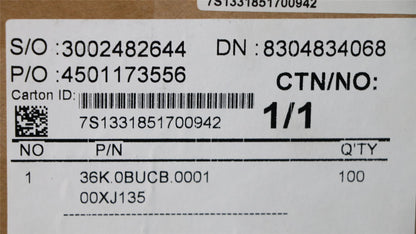 7S1331851700942
S/O :3002482644 DN :8304834068
P/O :4501173556 CTN/NO:
Carton ID:
7S1331851700942 1/1
NO P/N Q'TY
1 36K.0BUCB.0001 100
00XJ135